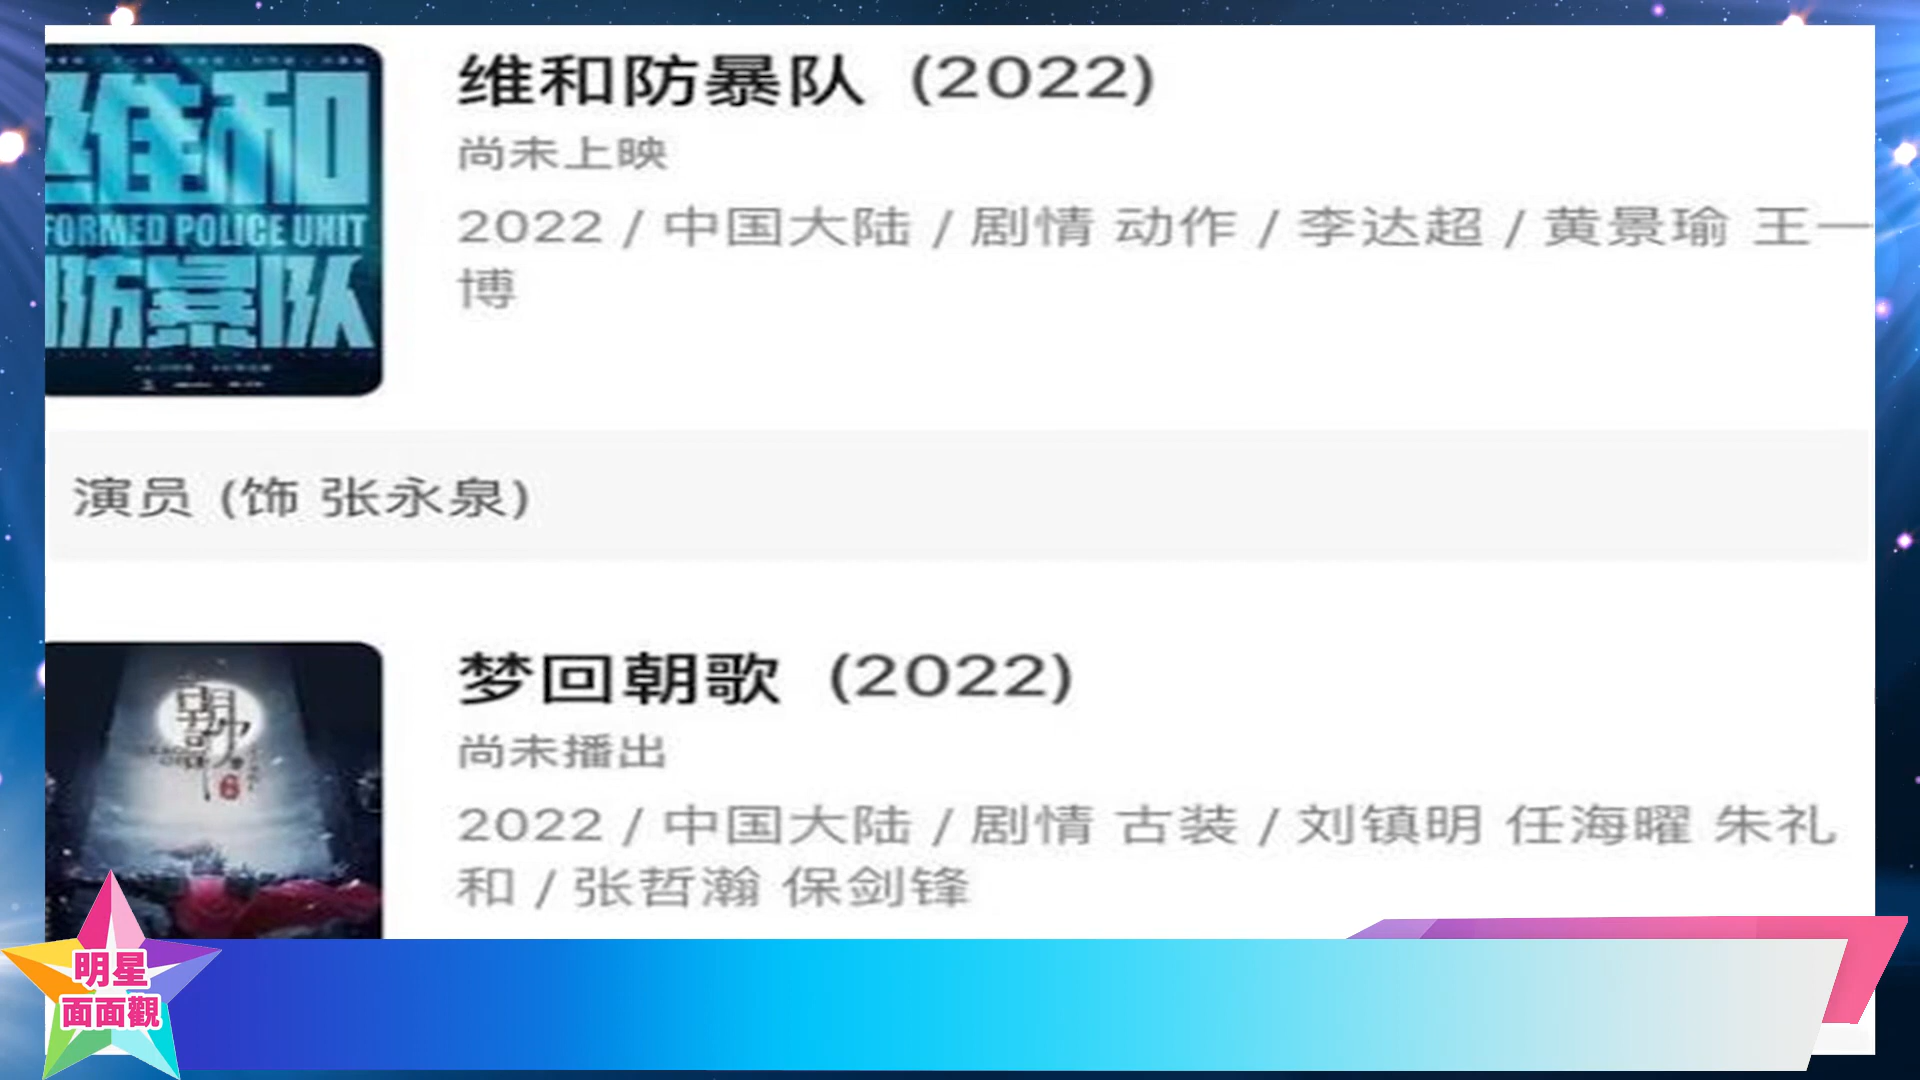 维和防暴队 (2022)
尚未上映
2022 / 中国大陆 / 剧情 动作 / 李达超 / 黄景瑜 王一
博
维和
FORMED POLICE UNIT
防暴队
演员 (饰 张永泉)
梦回朝歌 (2022)
尚未播出
2022 / 中国大陆 / 剧情 古装 / 刘镇明 任海曜 朱礼
和 / 张哲瀚 保剑锋
明星
面面觀